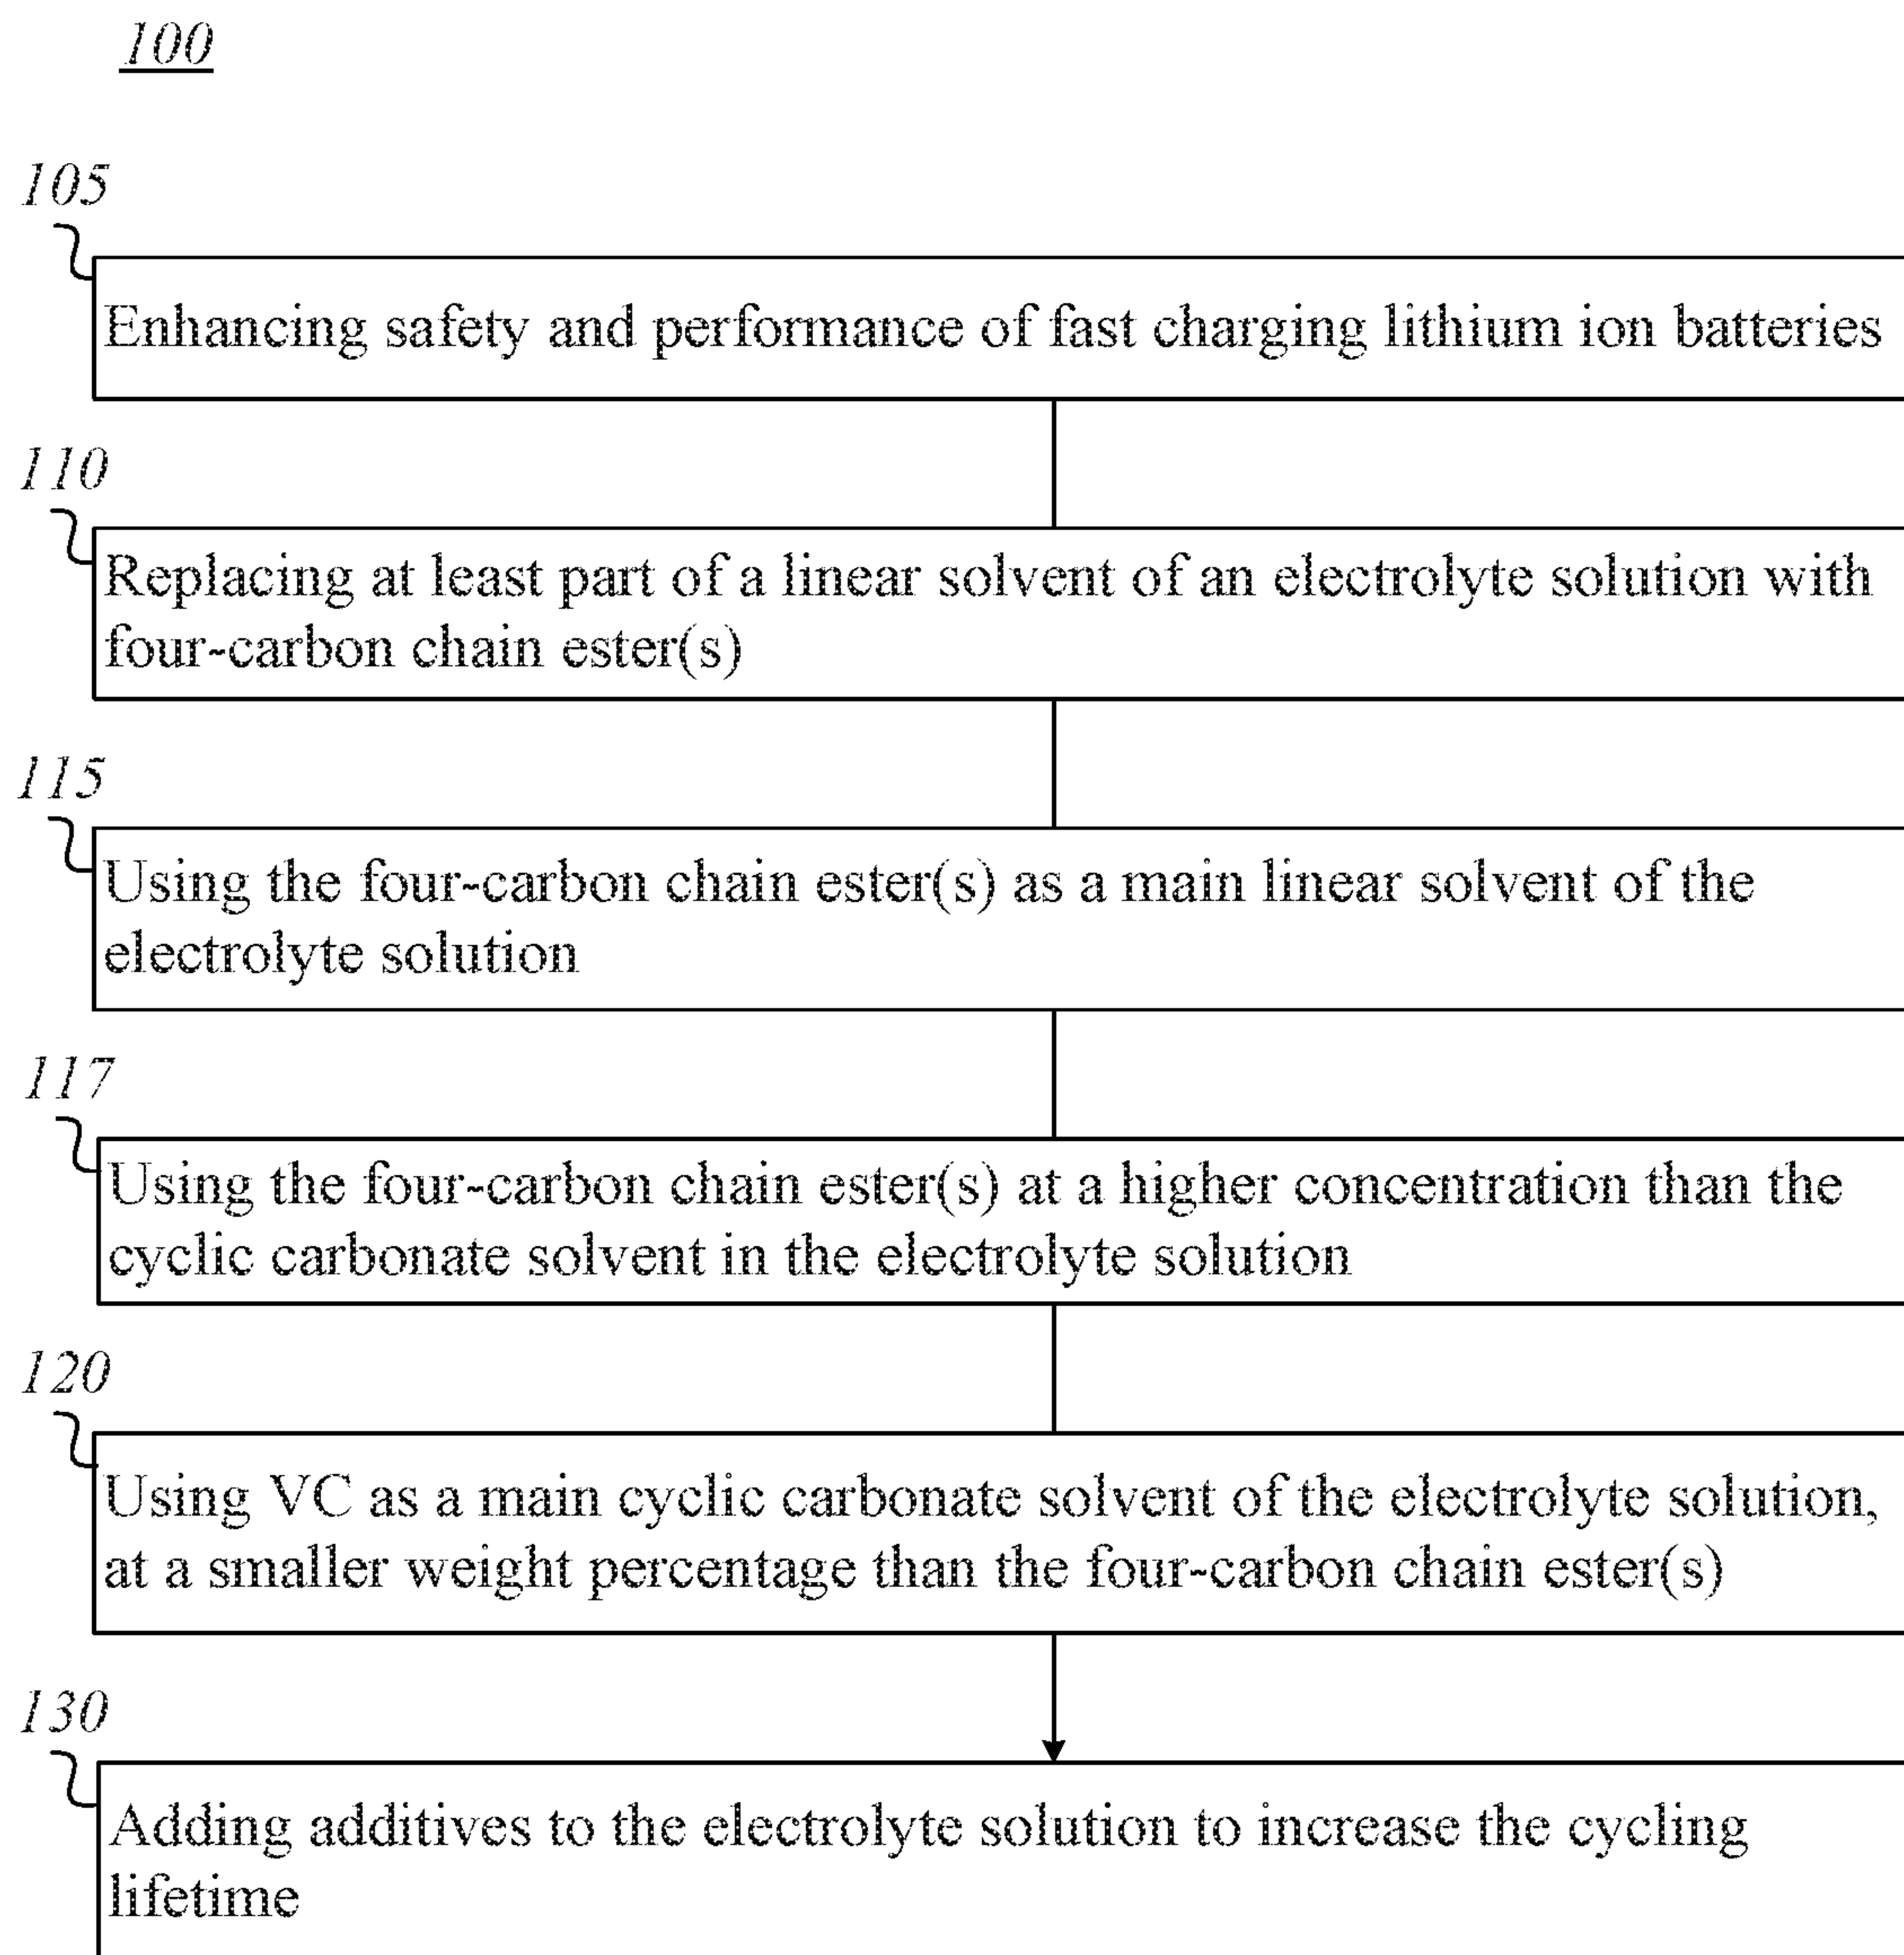 100
105
Enhancing safety and performance of fast charging lithium ion batteries
110
Replacing at least part of a linear solvent of an electrolyte solution with
four-carbon chain ester(s)
115
Using the four-carbon chain ester(s) as a main linear solvent of the
electrolyte solution
117
Using the four-carbon chain ester(s) at a higher concentration than the
cyclic carbonate solvent in the electrolyte solution
120
Using VC as a main cyclic carbonate solvent of the electrolyte solution,
at a smaller weight percentage than the four-carbon chain ester(s)
130
Adding additives to the electrolyte solution to increase the cycling
lifetime